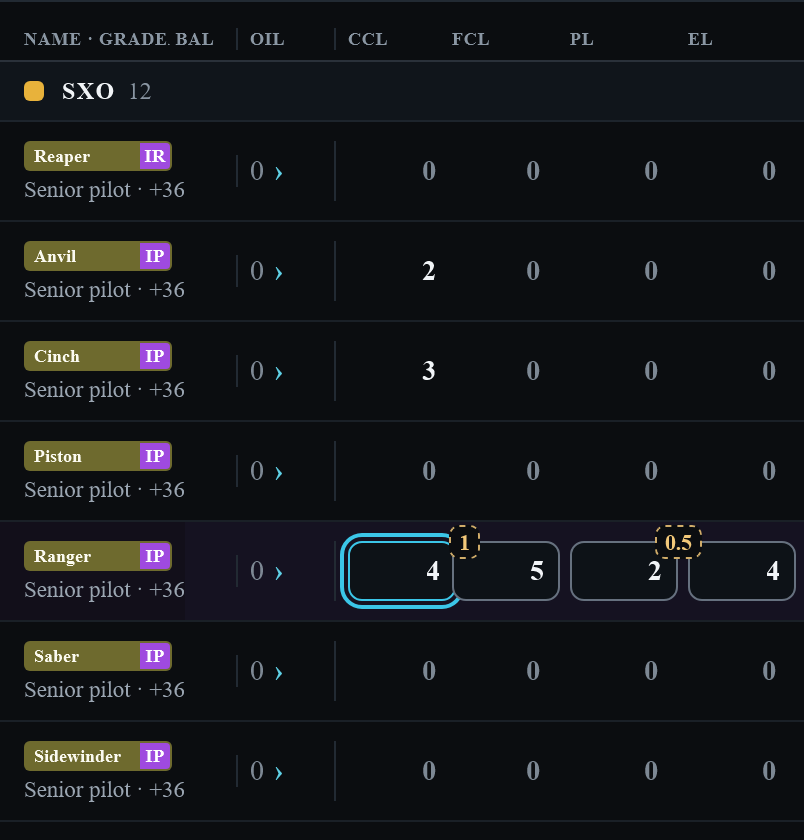 NAME · GRADE. BAL OIL CCL FCL PL EL
SXO 12
Reaper IR
Senior pilot · +36 0 › 0 0 0 0
Anvil IP
Senior pilot · +36 0 › 2 0 0 0
Cinch IP
Senior pilot · +36 0 › 3 0 0 0
Piston IP
Senior pilot · +36 0 › 0 0 0 0
Ranger IP 1 0.5
Senior pilot · +36 0 › 4 5 2 4
Saber IP
Senior pilot · +36 0 › 0 0 0 0
Sidewinder IP
Senior pilot · +36 0 › 0 0 0 0